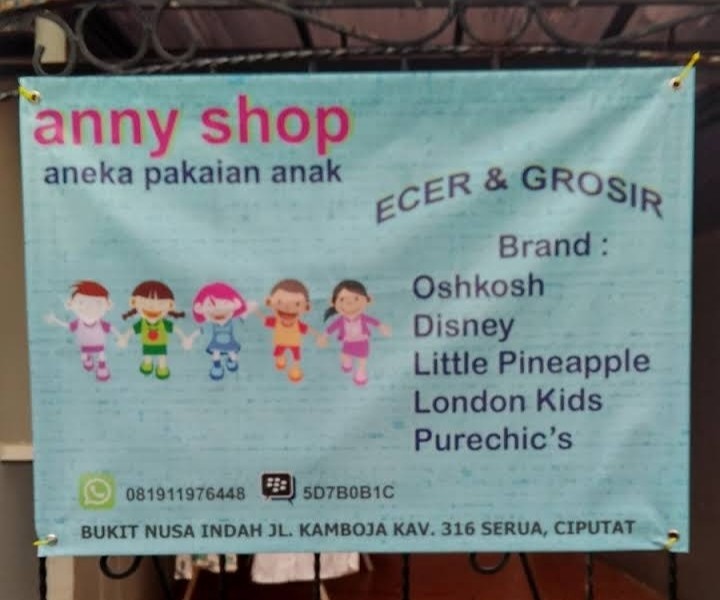 anny shop
aneka pakaian anak
ECER & GROSIR
Brand :
Oshkosh
Disney
Little Pineapple
London Kids
Purechic's
081911976448 5D7B0B1C
BUKIT NUSA INDAH JL. KAMBOJA KAV. 316 SERUA, CIPUTAT